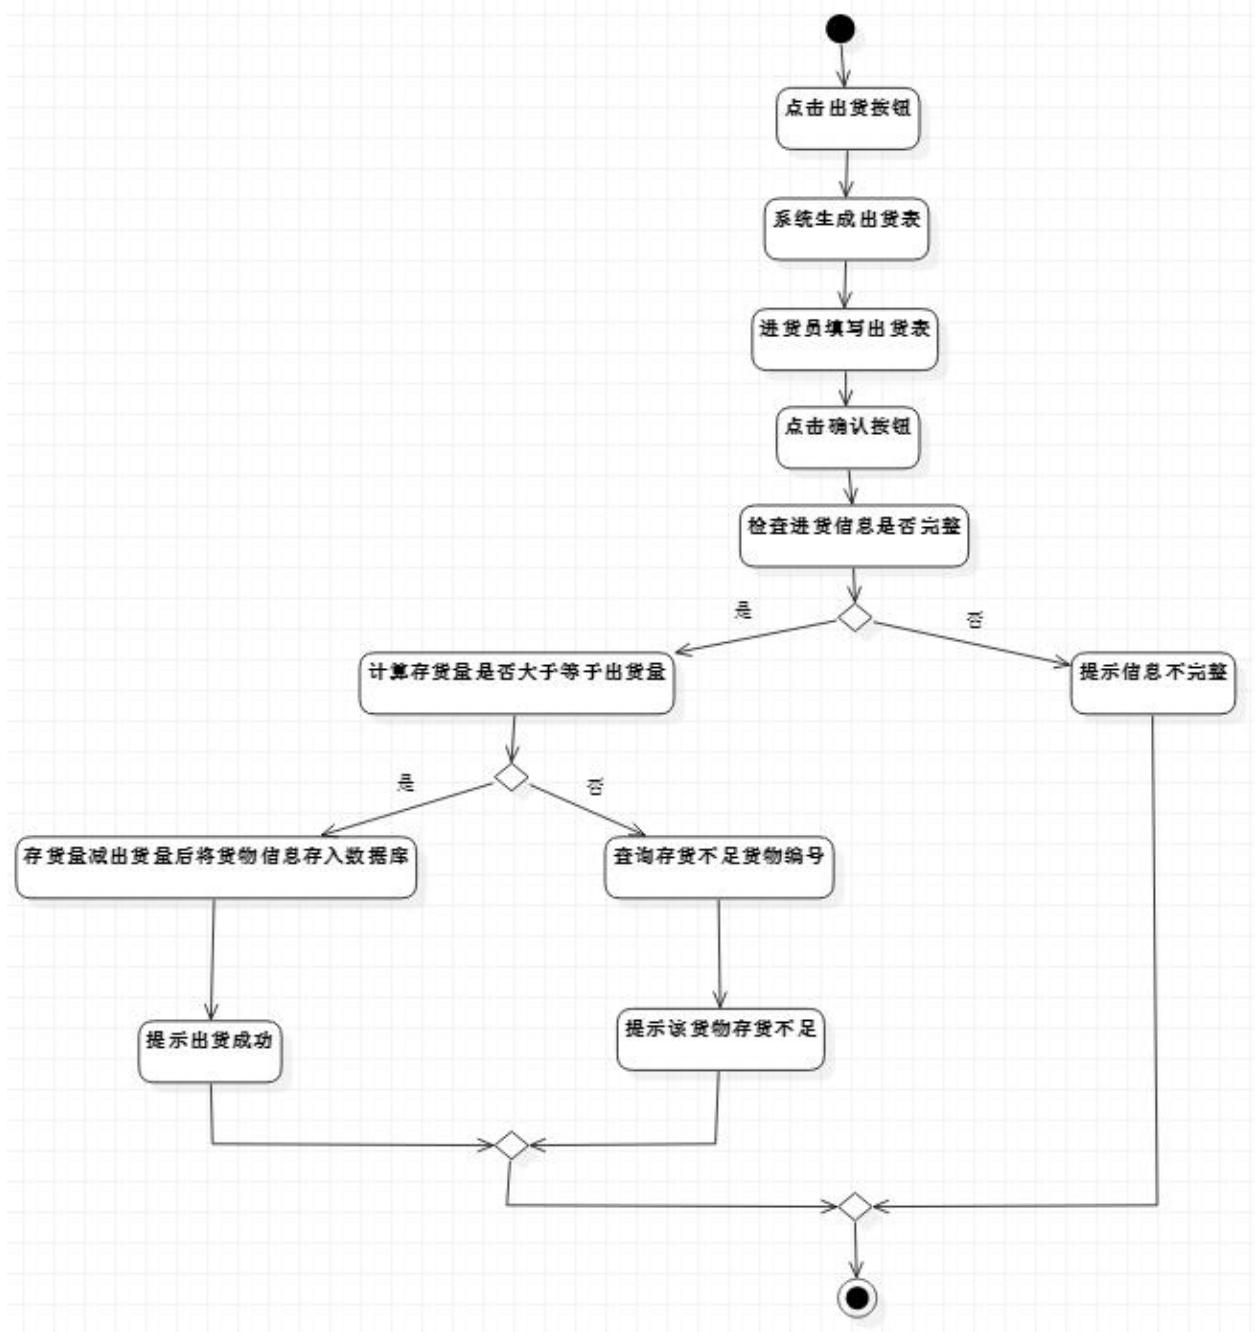 点击出货按钮
系统生成出货表
进货员填写出货表
点击确认按钮
检查进货信息是否完整
是
否
计算存货量是否大于等于出货量
提示信息不完整
是
否
存货量减出货量后将货物信息存入数据库
查询存货不足货物编号
提示出货成功
提示该货物存货不足